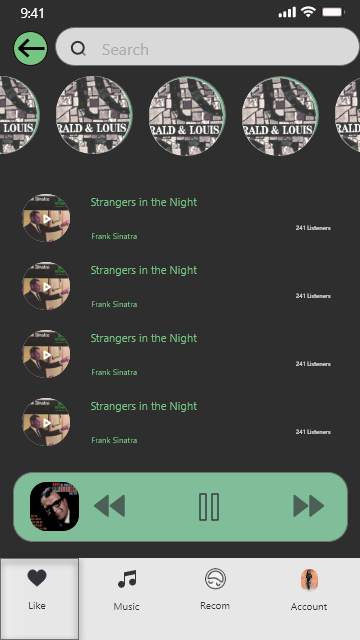 9:41
Search
RALD & LOUIS
RALD & LOUIS
RALD & LOUIS
RALD & LOUIS
Strangers in the Night
Frank Sinatra
241 Listeners
Strangers in the Night
Frank Sinatra
241 Listeners
Strangers in the Night
Frank Sinatra
241 Listeners
Strangers in the Night
Frank Sinatra
241 Listeners
Like
Music
Recom
Account